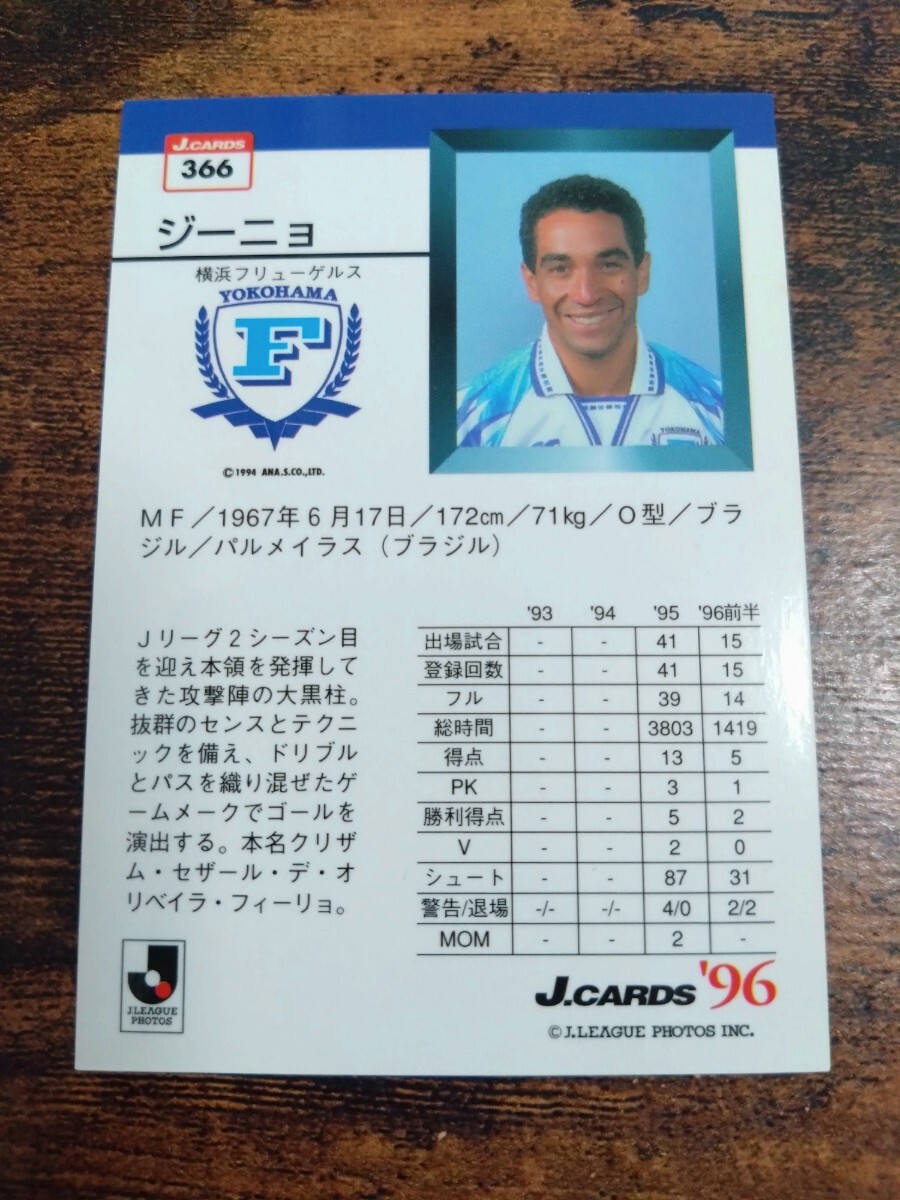 J.CARDS
366
ジーニョ
横浜フリューゲルス
YOKOHAMA
F
©1994 ANA.S.CO.,LTD.
YOKOHAMA
F
ＭＦ／1967年６月17日／172㎝／71㎏／Ｏ型／ブラ
ジル／パルメイラス（ブラジル）
Ｊリーグ２シーズン目
を迎え本領を発揮して
きた攻撃陣の大黒柱。
抜群のセンスとテクニ
ックを備え、ドリブル
とパスを織り混ぜたゲ
ームメークでゴールを
演出する。本名クリザ
ム・セザール・デ・オ
リベイラ・フィーリョ。
'93 '94 '95 '96前半
出場試合 - - 41 15
登録回数 - - 41 15
フル - - 39 14
総時間 - - 3803 1419
得点 - - 13 5
PK - - 3 1
勝利得点 - - 5 2
V - - 2 0
シュート - - 87 31
警告/退場 -/- -/- 4/0 2/2
MOM - - 2 -
J.LEAGUE
PHOTOS
J.CARDS '96
©J.LEAGUE PHOTOS INC.